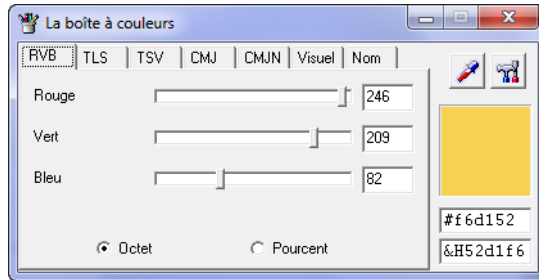 La boîte à couleurs
RVB TLS TSV CMJ CMJN Visuel Nom
Rouge 246
Vert 209
Bleu 82
#f6d152
Octet Pourcent
&H52d1f6